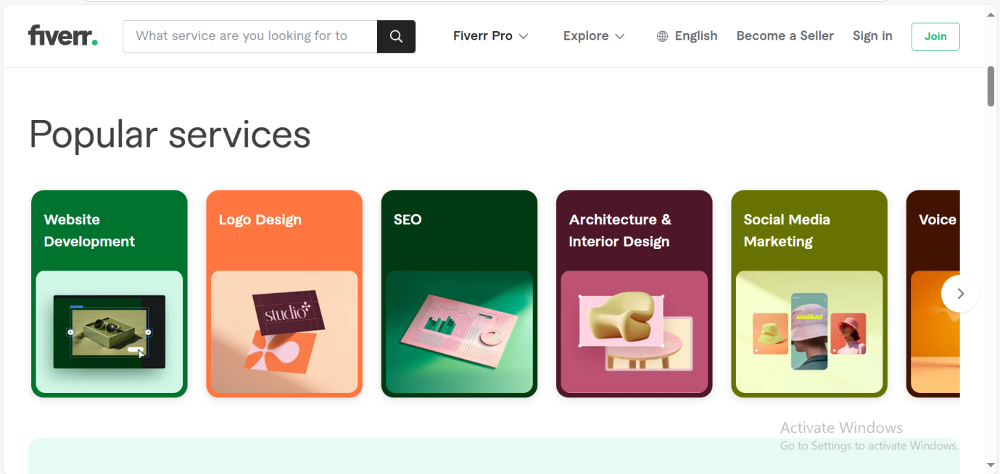 fiverr.
What service are you looking for to
Fiverr Pro
Explore
English
Become a Seller
Sign in
Join
Popular services
Website
Development
Logo Design
studio
SEO
Architecture &
Interior Design
Social Media
Marketing
unihat
Voice
Activate Windows
Go to Settings to activate Windows.